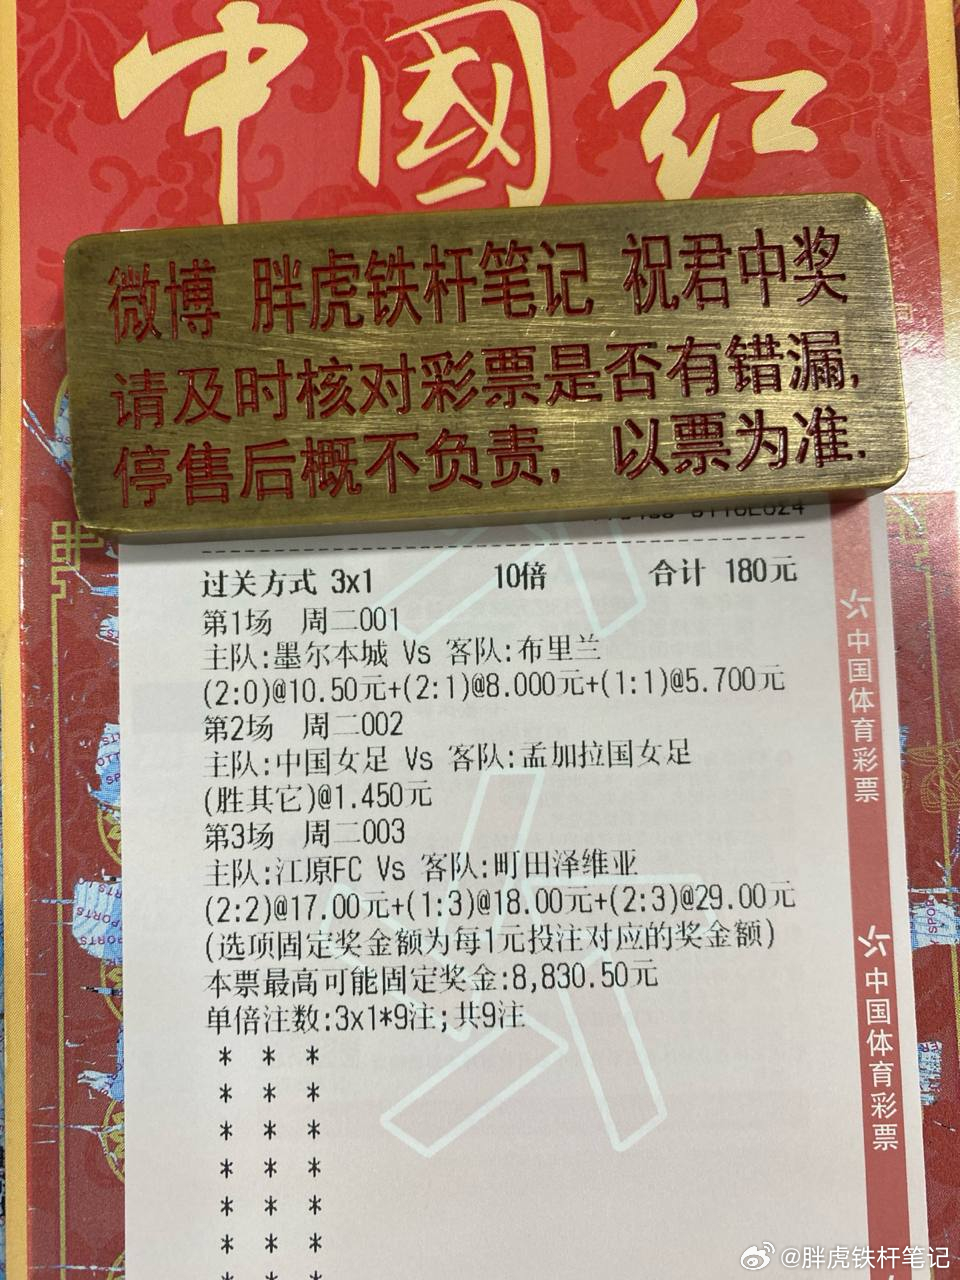 中國红
微博 胖虎铁杆笔记 祝君中奖
请及时核对彩票是否有错漏,
停售后概不负责, 以票为准.
过关方式 3x1 10倍 合计 180元
第1场 周二001
主队:墨尔本城 Vs 客队:布里兰
(2:0)@10.50元+(2:1)@8.000元+(1:1)@5.700元
第2场 周二002
主队:中国女足 Vs 客队:孟加拉国女足
(胜其它)@1.450元
第3场 周二003
主队:江原FC Vs 客队:町田泽维亚
(2:2)@17.00元+(1:3)@18.00元+(2:3)@29.00元
(选项固定奖金额为每1元投注对应的奖金额)
本票最高可能固定奖金:8,830.50元
单倍注数:3x1*9注;共9注
* * *
* * *
* * *
* * *
* * *
* * *
* * *
中国体育彩票
中国体育彩票
@胖虎铁杆笔记